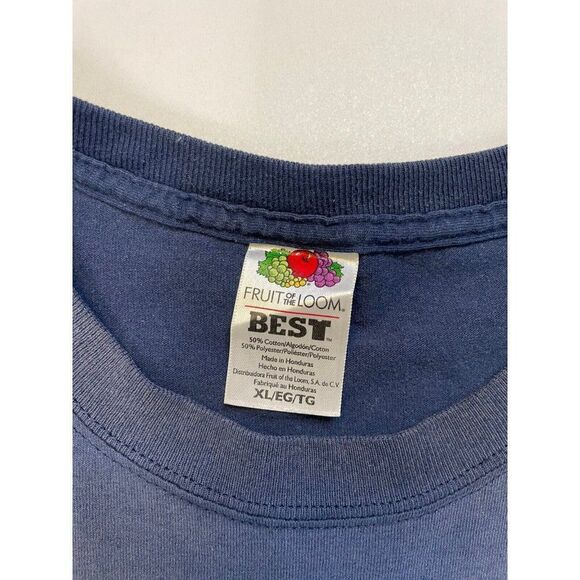 FRUIT OF THE LOOM®
BEST™
50% Cotton/Algodón/Coton
50% Polyester/Poliéster/Polyester
Made in Honduras
Hecho en Honduras
Distribuidora Fruit of the Loom, S.A. de C.V.
Fabriqué au Honduras
XL/EG/TG